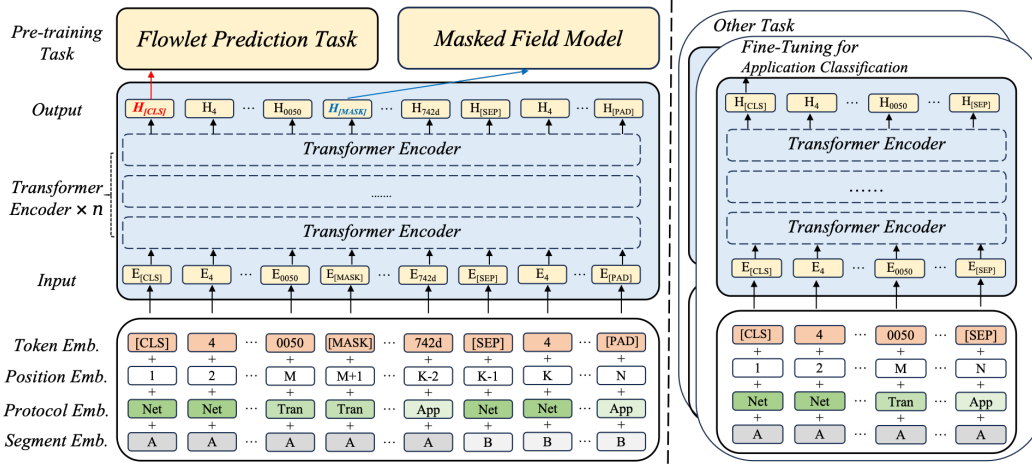 Pre-training Task
Flowlet Prediction Task
Masked Field Model
Output
H[CLS] H4 ... H0050 H[MASK] ... H742d H[SEP] H4 ... H[PAD]
Transformer Encoder
.......
Transformer Encoder
Transformer Encoder × n
Input
E[CLS] E4 ... E0050 E[MASK] ... E742d E[SEP] E4 ... E[PAD]
Token Emb.
[CLS] 4 ... 0050 [MASK] ... 742d [SEP] 4 ... [PAD]
+ + + + + + + +
Position Emb.
1 2 ... M M+1 ... K-2 K-1 K ... N
+ + + + + + + +
Protocol Emb.
Net Net ... Tran Tran ... App Net Net ... App
+ + + + + + + +
Segment Emb.
A A ... A A ... A B B ... B
Other Task
Fine-Tuning for
Application Classification
H[CLS] H4 ... H0050 ... H[SEP]
Transformer Encoder
......
Transformer Encoder
E[CLS] E4 ... E0050 ... E[SEP]
[CLS] 4 ... 0050 ... [SEP]
+ + + +
1 2 ... M ... N
+ + + +
Net Net ... Tran ... App
+ + + +
A A ... A ... A